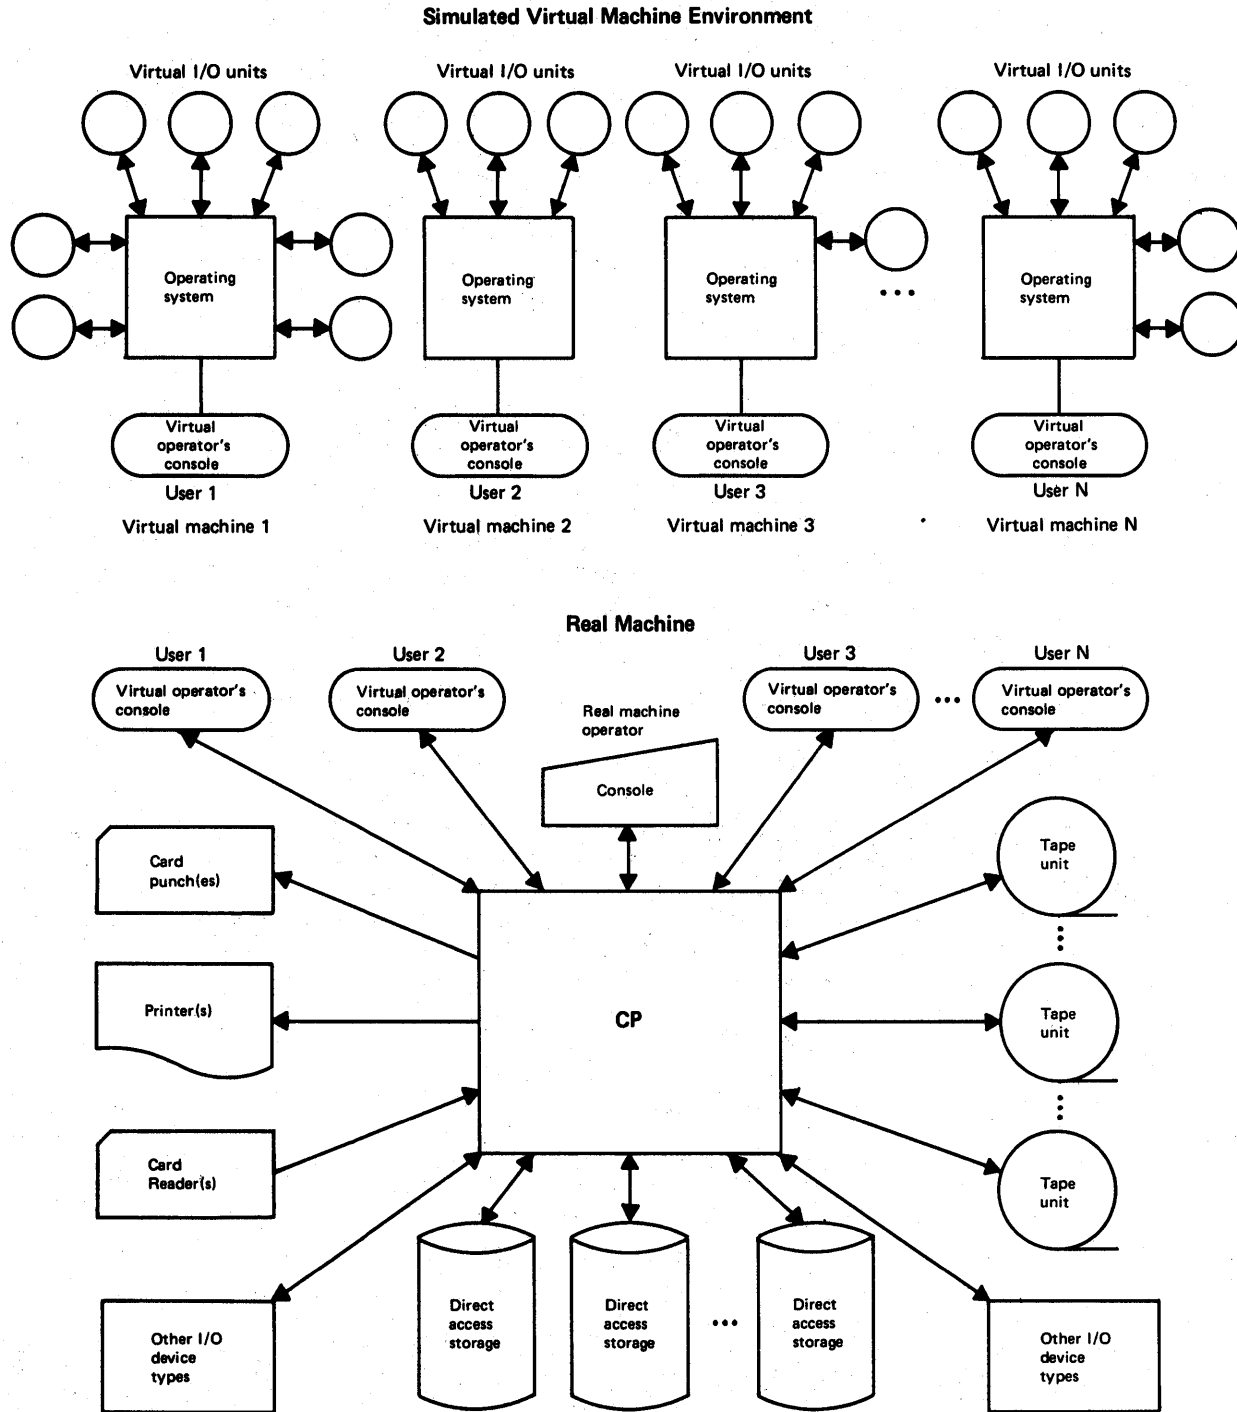 Simulated Virtual Machine Environment
Virtual I/O units
Virtual I/O units
Virtual I/O units
Virtual I/O units
Operating
system
Operating
system
Operating
system
Operating
system
Virtual
operator's
console
Virtual
operator's
console
Virtual
operator's
console
Virtual
operator's
console
User 1
User 2
User 3
User N
Virtual machine 1
Virtual machine 2
Virtual machine 3
Virtual machine N
Real Machine
User 1
User 2
User 3
User N
Virtual operator's
console
Virtual operator's
console
Virtual operator's
console
Virtual operator's
console
Real machine
operator
Console
Card
punch(es)
Tape
unit
Printer(s)
CP
Tape
unit
Card
Reader(s)
Tape
unit
Other I/O
device
types
Direct
access
storage
Direct
access
storage
Direct
access
storage
Other I/O
device
types